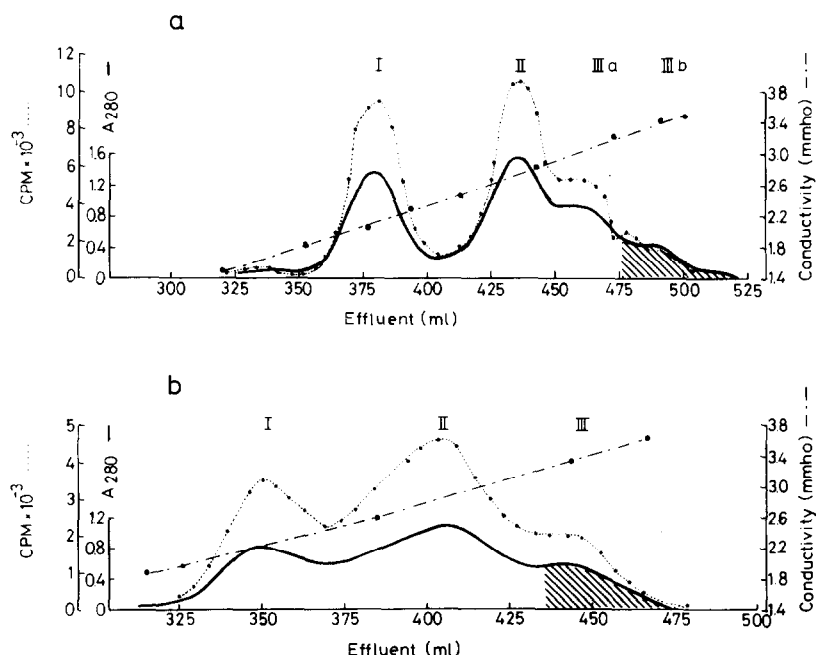 a
I II III a III b
CPM × 10⁻³ .....
12
10
8
6
4
2
0
A280 —
1.6
1.2
0.8
0.4
0
Conductivity (mmho) —·—
3.8
3.4
3.0
2.6
2.2
1.8
1.4
300 325 350 375 400 425 450 475 500 525
Effluent (ml)
b
I II III
CPM × 10⁻³ .....
5
4
3
2
1
0
A280 —
1.2
0.8
0.4
0
Conductivity (mmho) —·—
3.8
3.4
3.0
2.6
2.2
1.8
1.4
325 350 375 400 425 450 475 500
Effluent (ml)